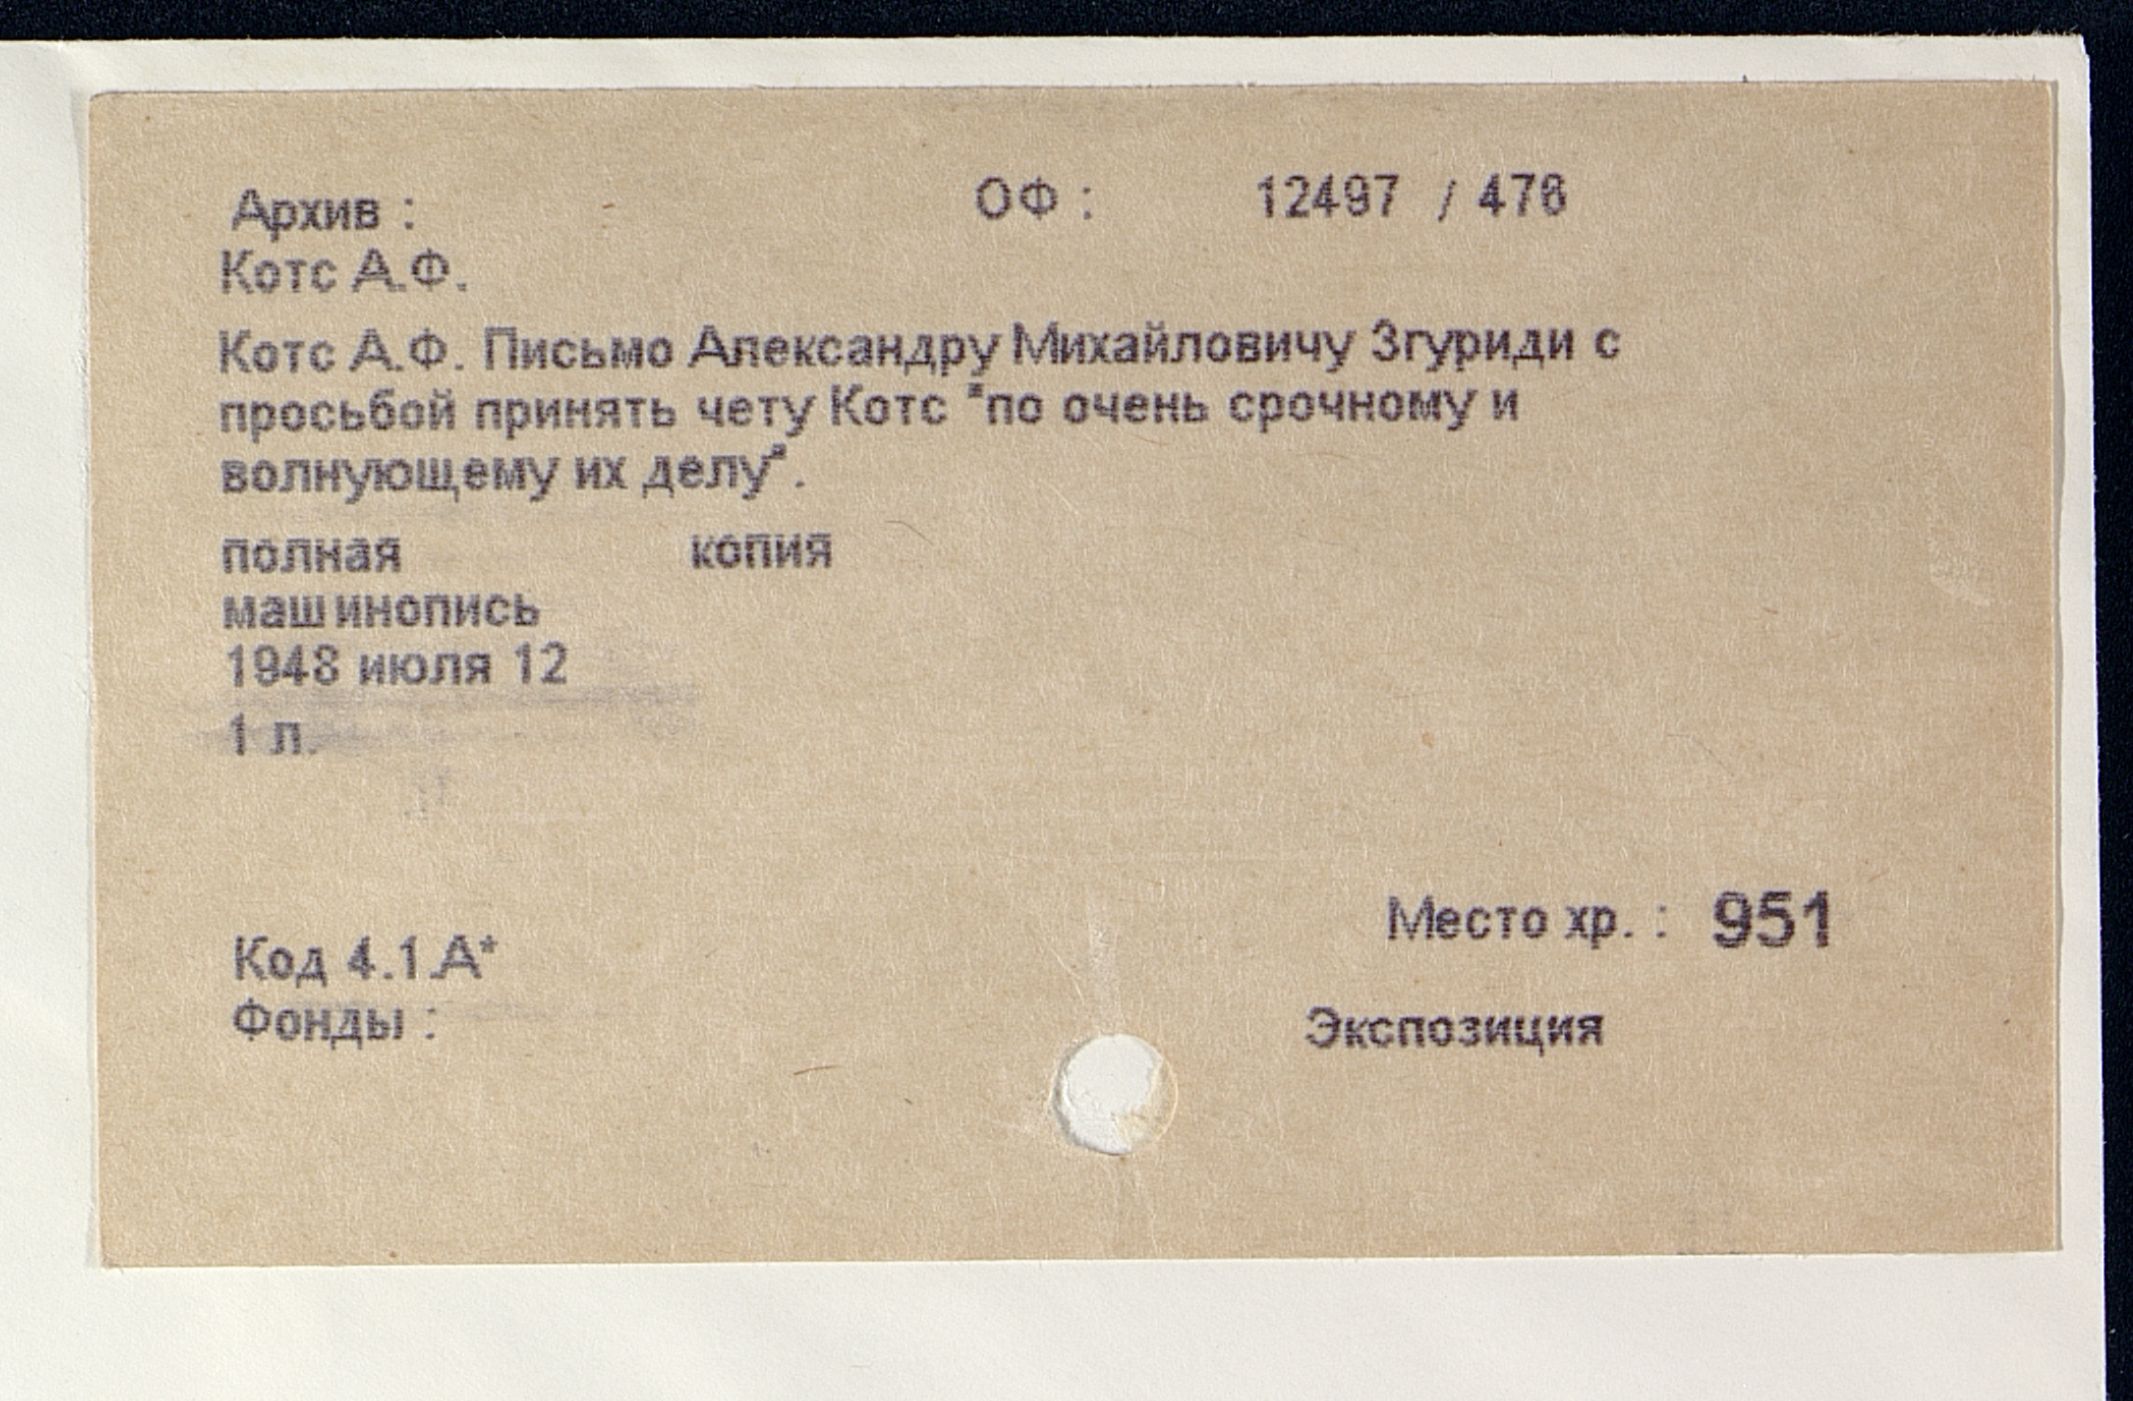 Архив : ОФ : 12497 / 476
Котс А.Ф.
Котс А.Ф. Письмо Александру Михайловичу Згуриди с
просьбой принять чету Котс "по очень срочному и
волнующему их делу".
полная копия
машинопись
1948 июля 12
1 л.
Место хр. : 951
Код 4.1.А*
Фонды : Экспозиция